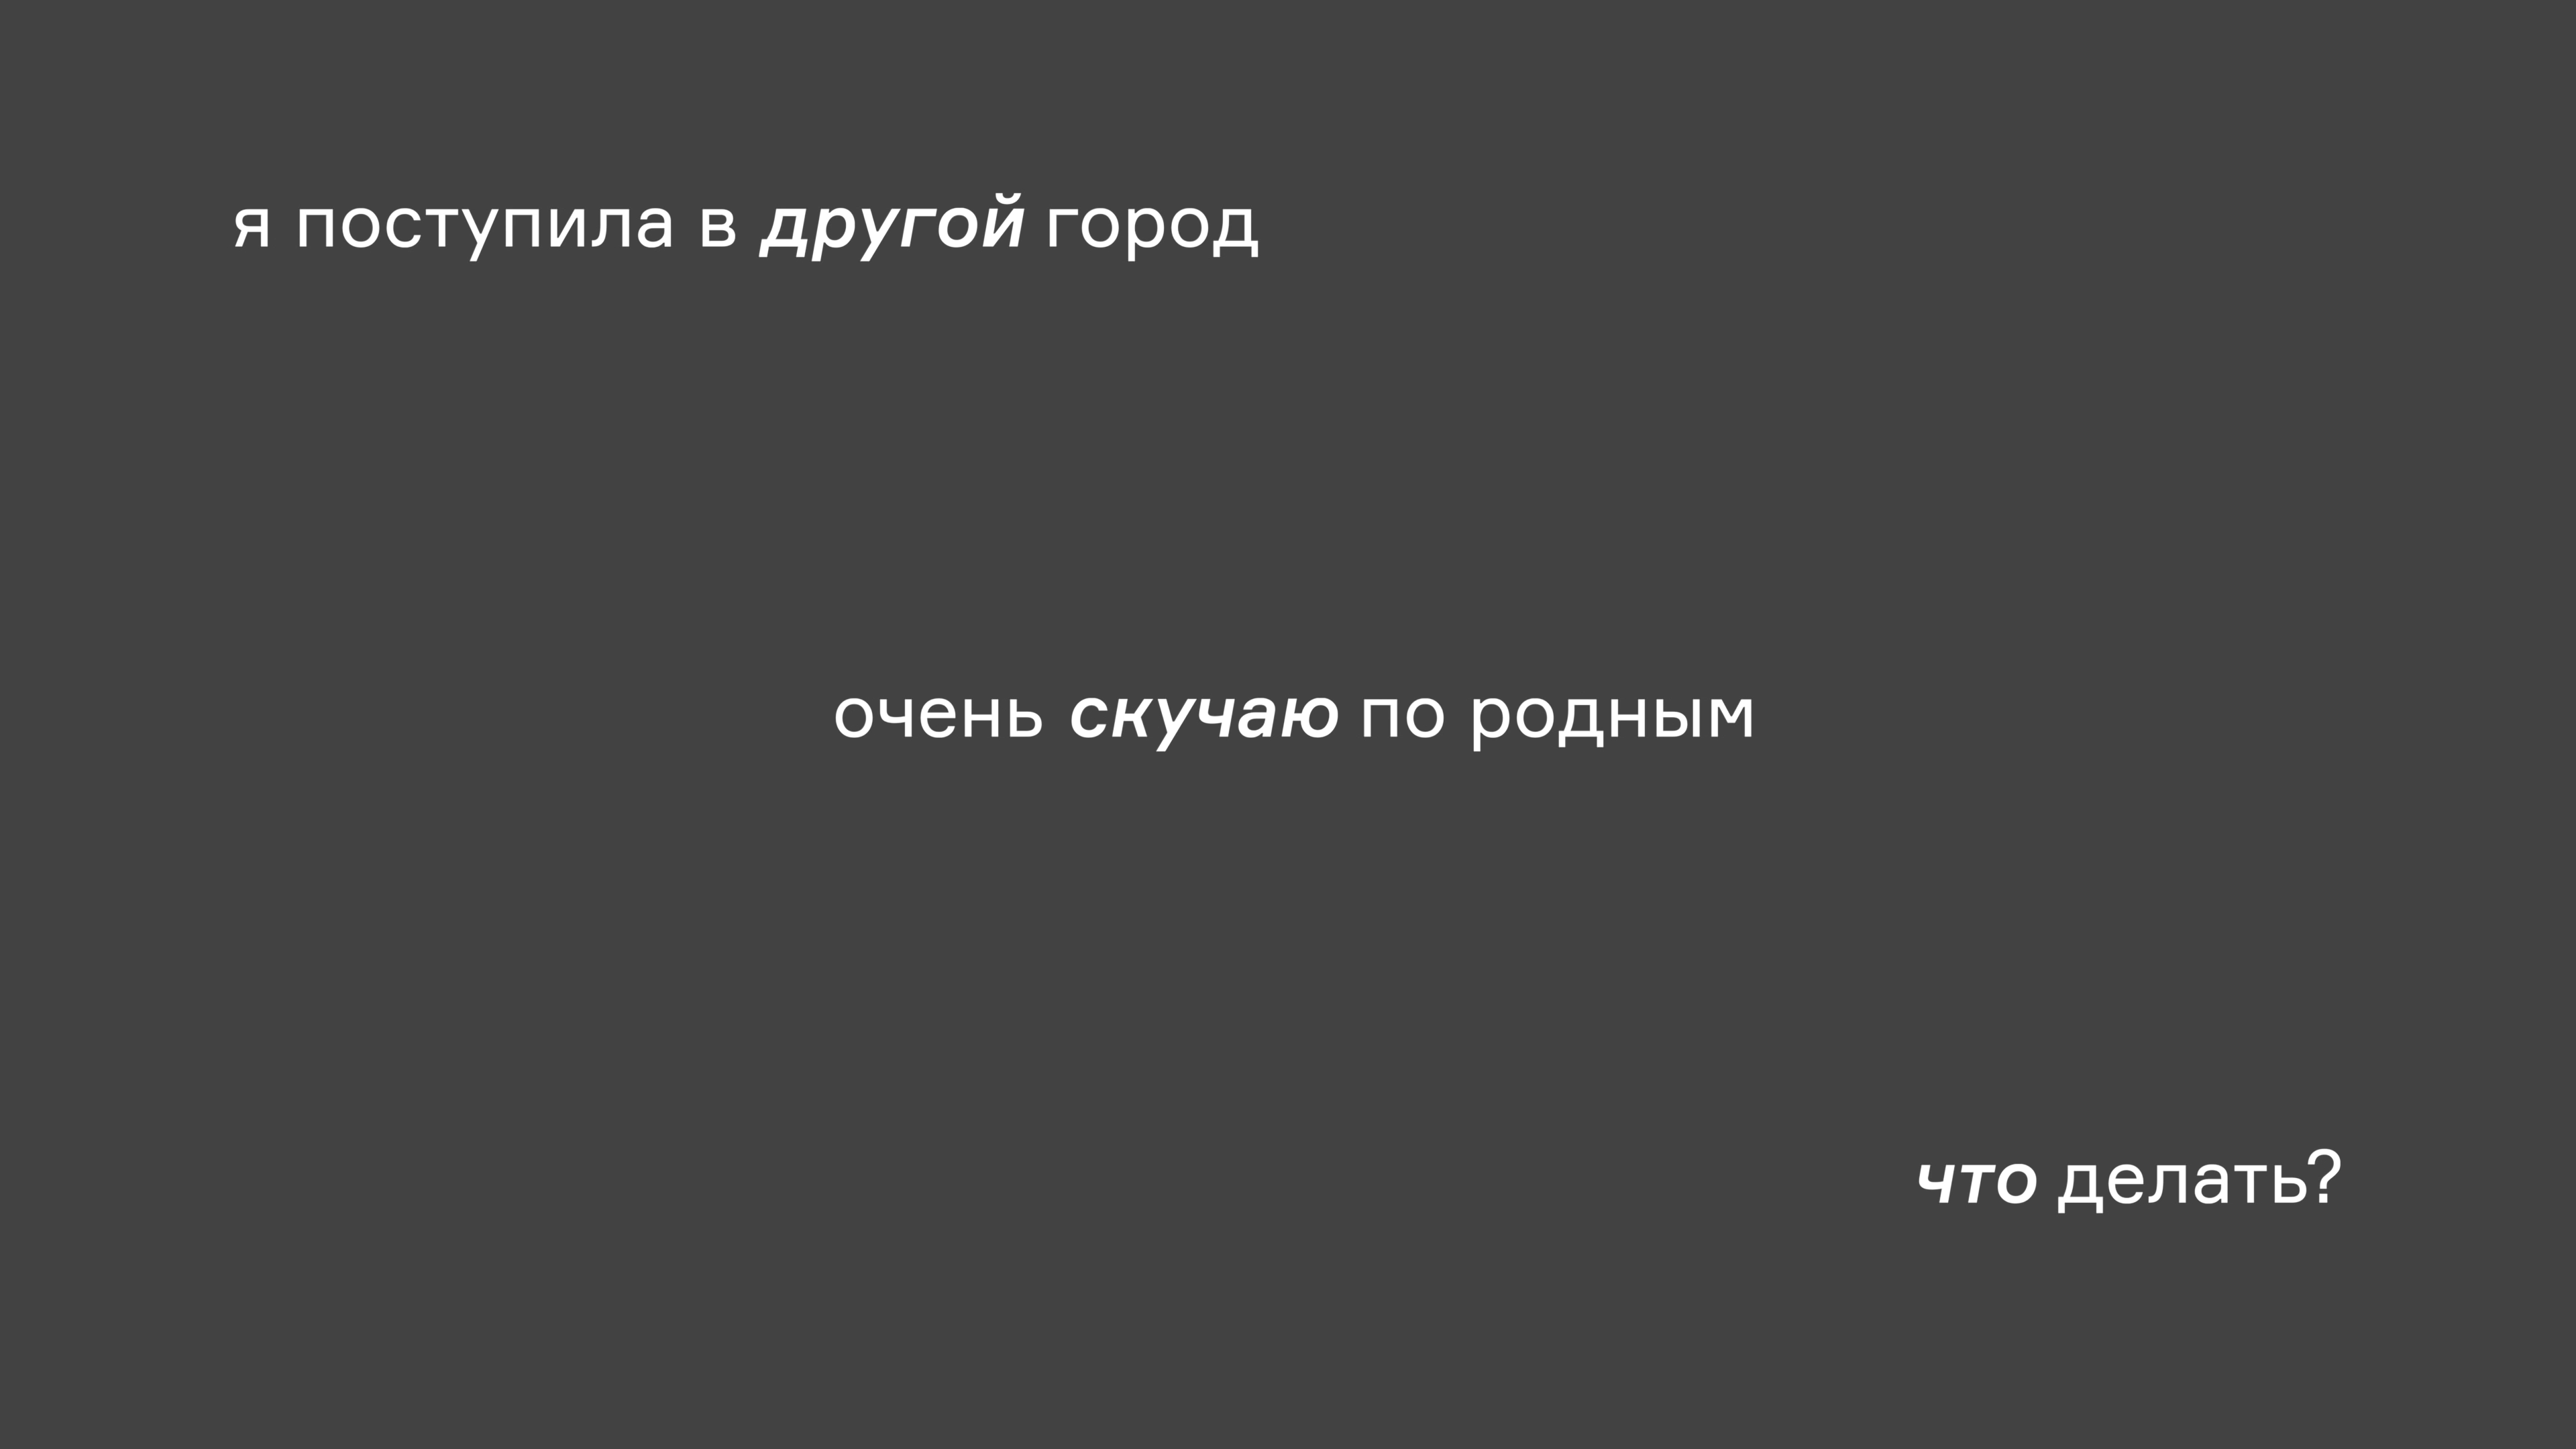 я поступила в другой город
очень скучаю по родным
что делать?